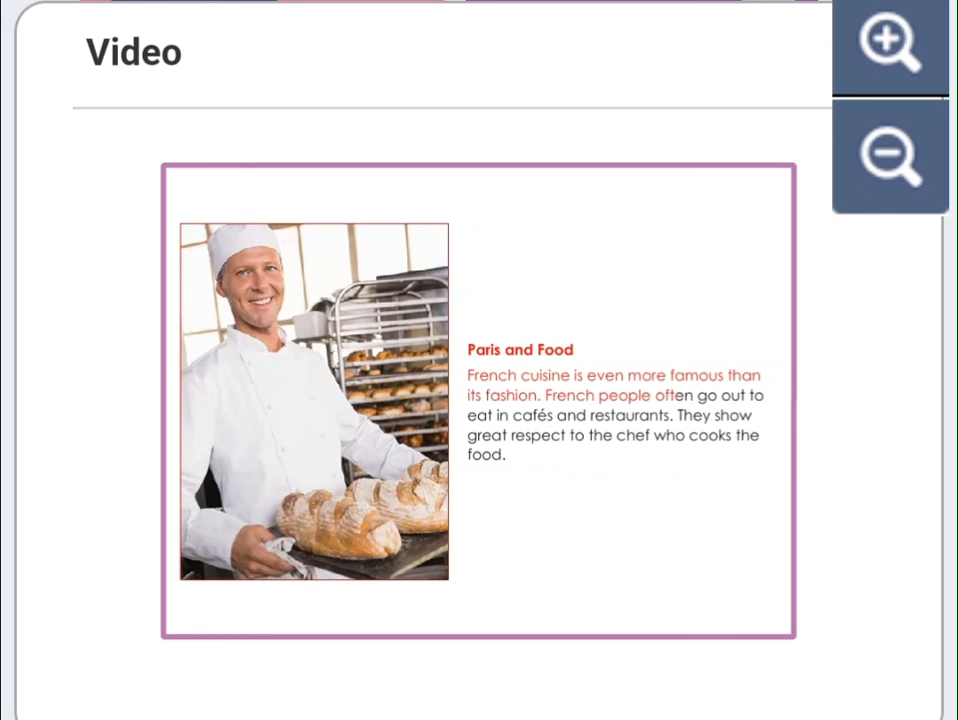 Video
Paris and Food
French cuisine is even more famous than
its fashion. French people often go out to
eat in cafés and restaurants. They show
great respect to the chef who cooks the
food.